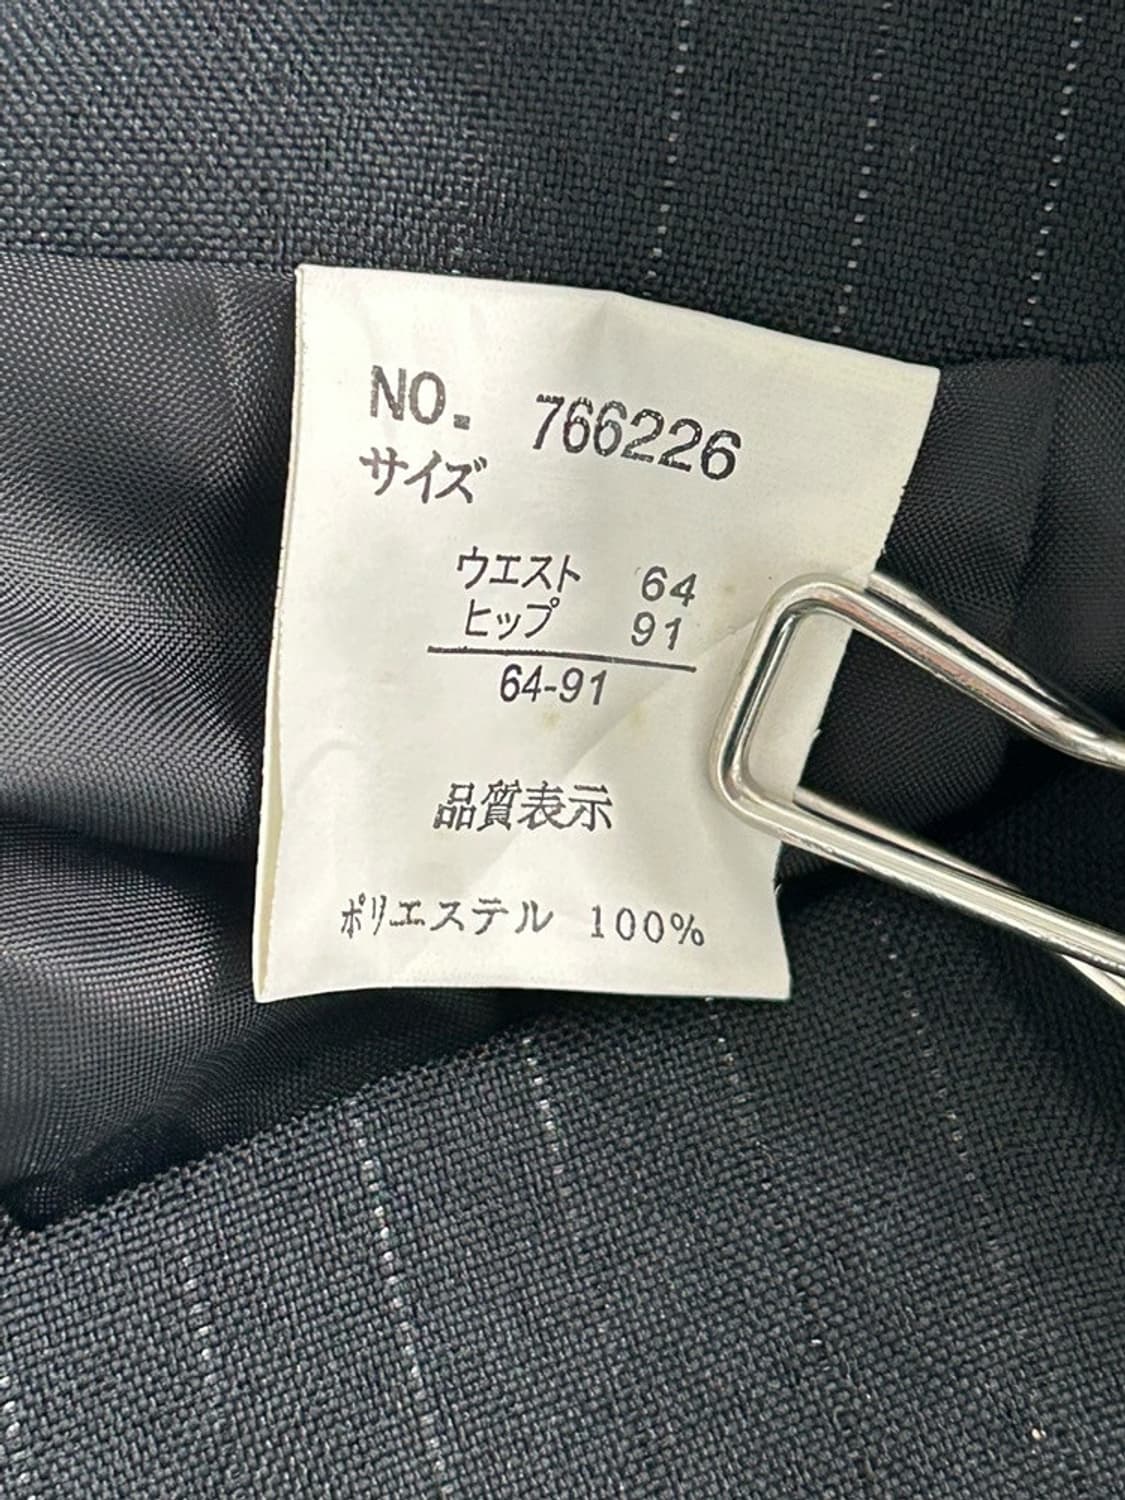 NO. 766226
サイズ
ウエスト 64
ヒップ 91
64-91
品質表示
ポリエステル 100%